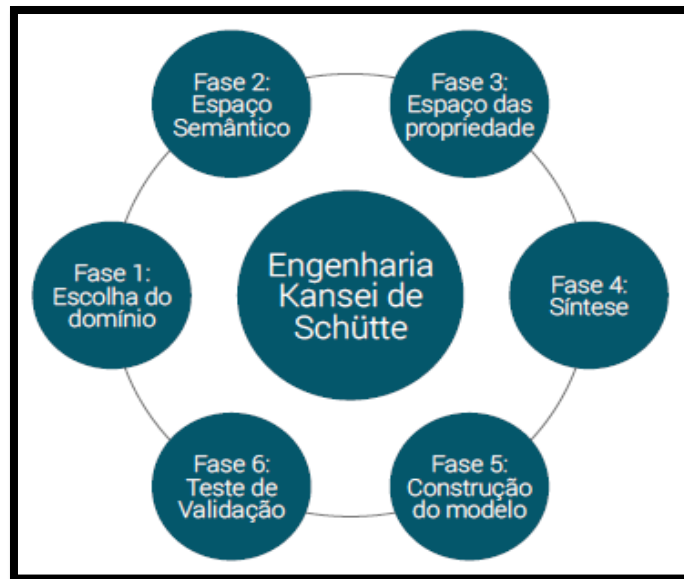 Fase 2:
Espaço
Semântico
Fase 3:
Espaço das
propriedade
Fase 1:
Escolha do
domínio
Engenharia
Kansei de
Schütte
Fase 4:
Síntese
Fase 6:
Teste de
Validação
Fase 5:
Construção
do modelo